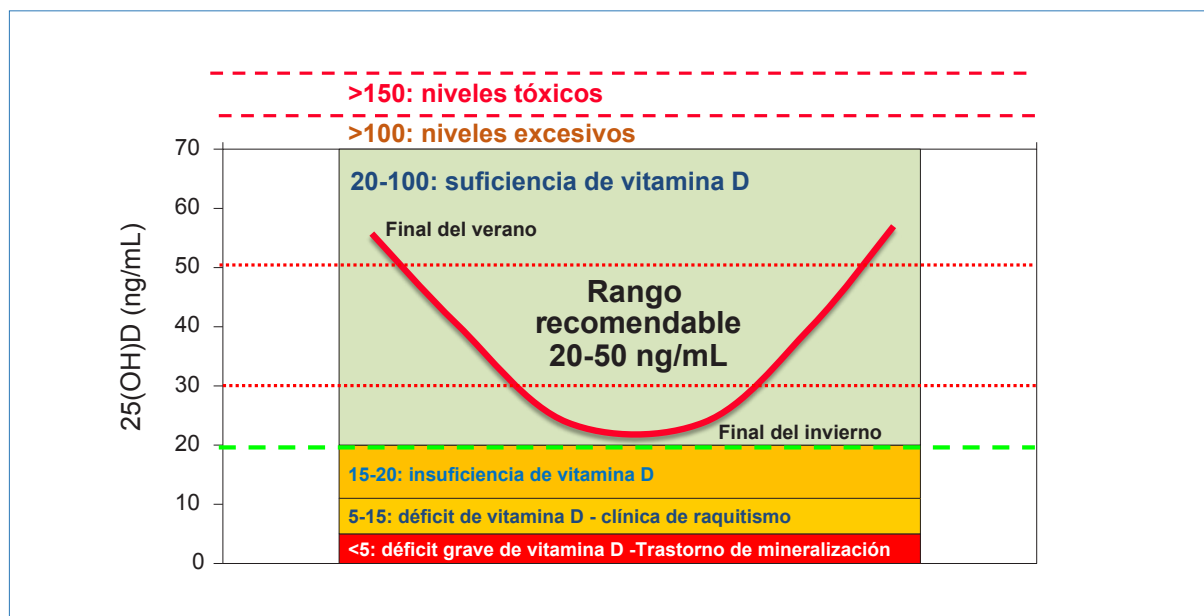 >150: niveles tóxicos
>100: niveles excesivos
70
20-100: suficiencia de vitamina D
60
Final del verano
50
Rango
recomendable
20-50 ng/mL
40
30
Final del invierno
20
15-20: insuficiencia de vitamina D
10
5-15: déficit de vitamina D - clínica de raquitismo
<5: déficit grave de vitamina D -Trastorno de mineralización
0
25(OH)D (ng/mL)